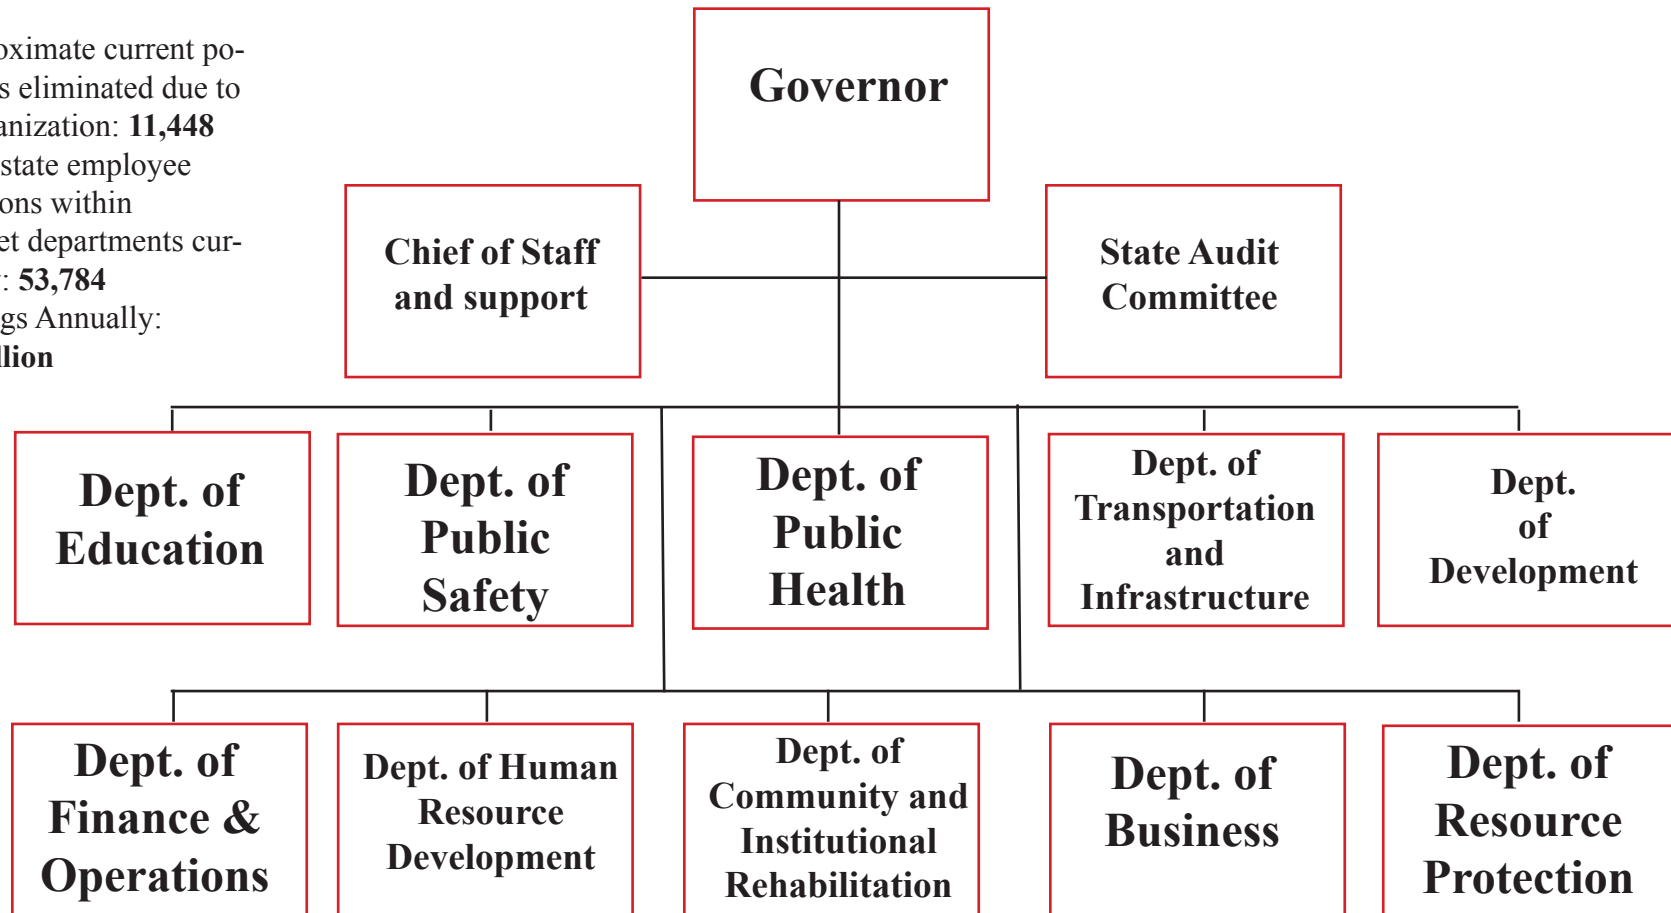 oximate current po-
s eliminated due to
anization: 11,448
state employee
ons within
et departments cur-
: 53,784
gs Annually:
llion
Governor
Chief of Staff
and support
State Audit
Committee
Dept. of
Education
Dept. of
Public
Safety
Dept. of
Public
Health
Dept. of
Transportation
and
Infrastructure
Dept.
of
Development
Dept. of
Finance &
Operations
Dept. of Human
Resource
Development
Dept. of
Community and
Institutional
Rehabilitation
Dept. of
Business
Dept. of
Resource
Protection